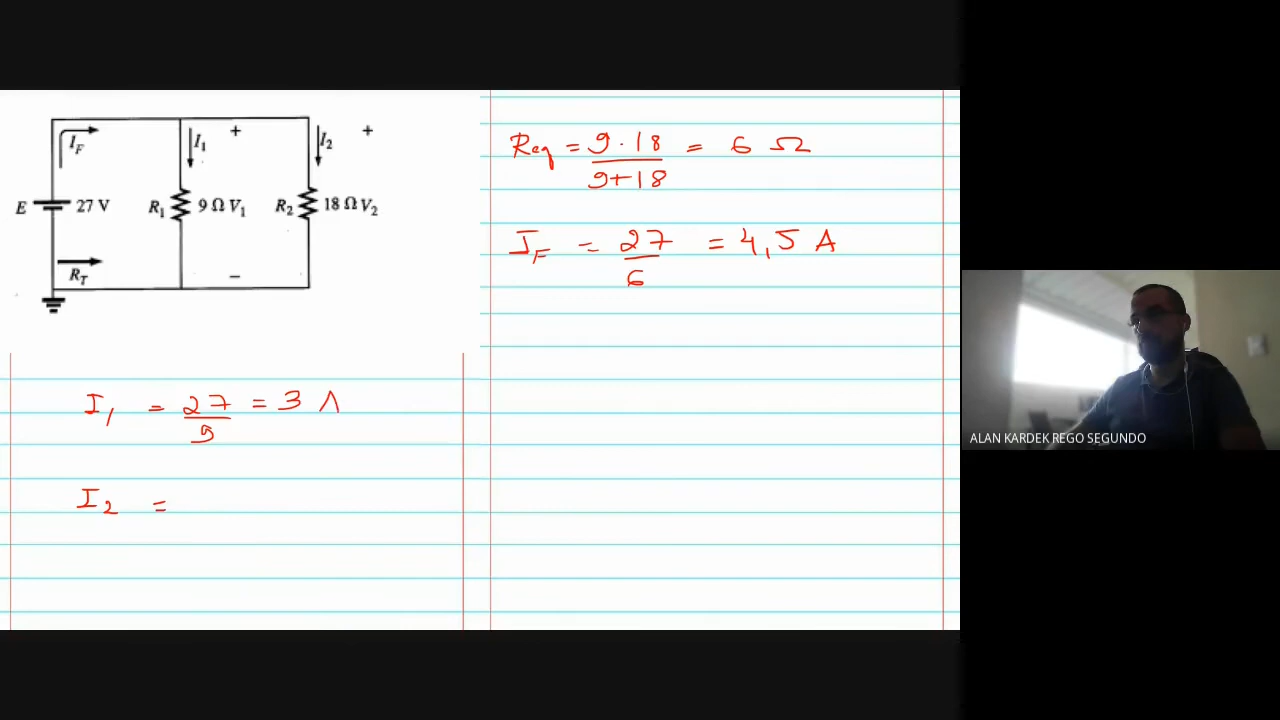 I_F
I_1
+
I_2
+
E
27 V
R_1
9 Ω V_1
R_2
18 Ω V_2
R_T
−
Req = 9 · 18 / 9+18 = 6 Ω
I_F = 27 / 6 = 4,5 A
I_1 = 27 / 9 = 3 A
I_2 =
ALAN KARDEK REGO SEGUNDO